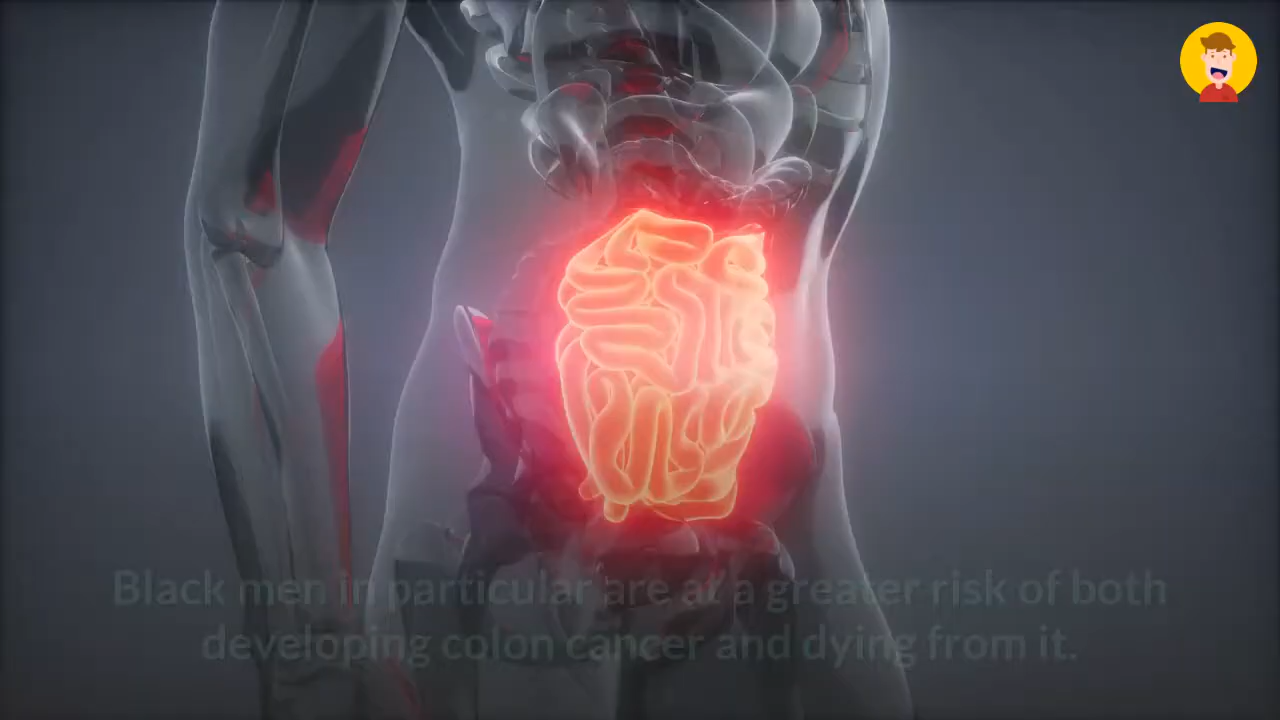 Black men in particular are at a greater risk of both
developing colon cancer and dying from it.